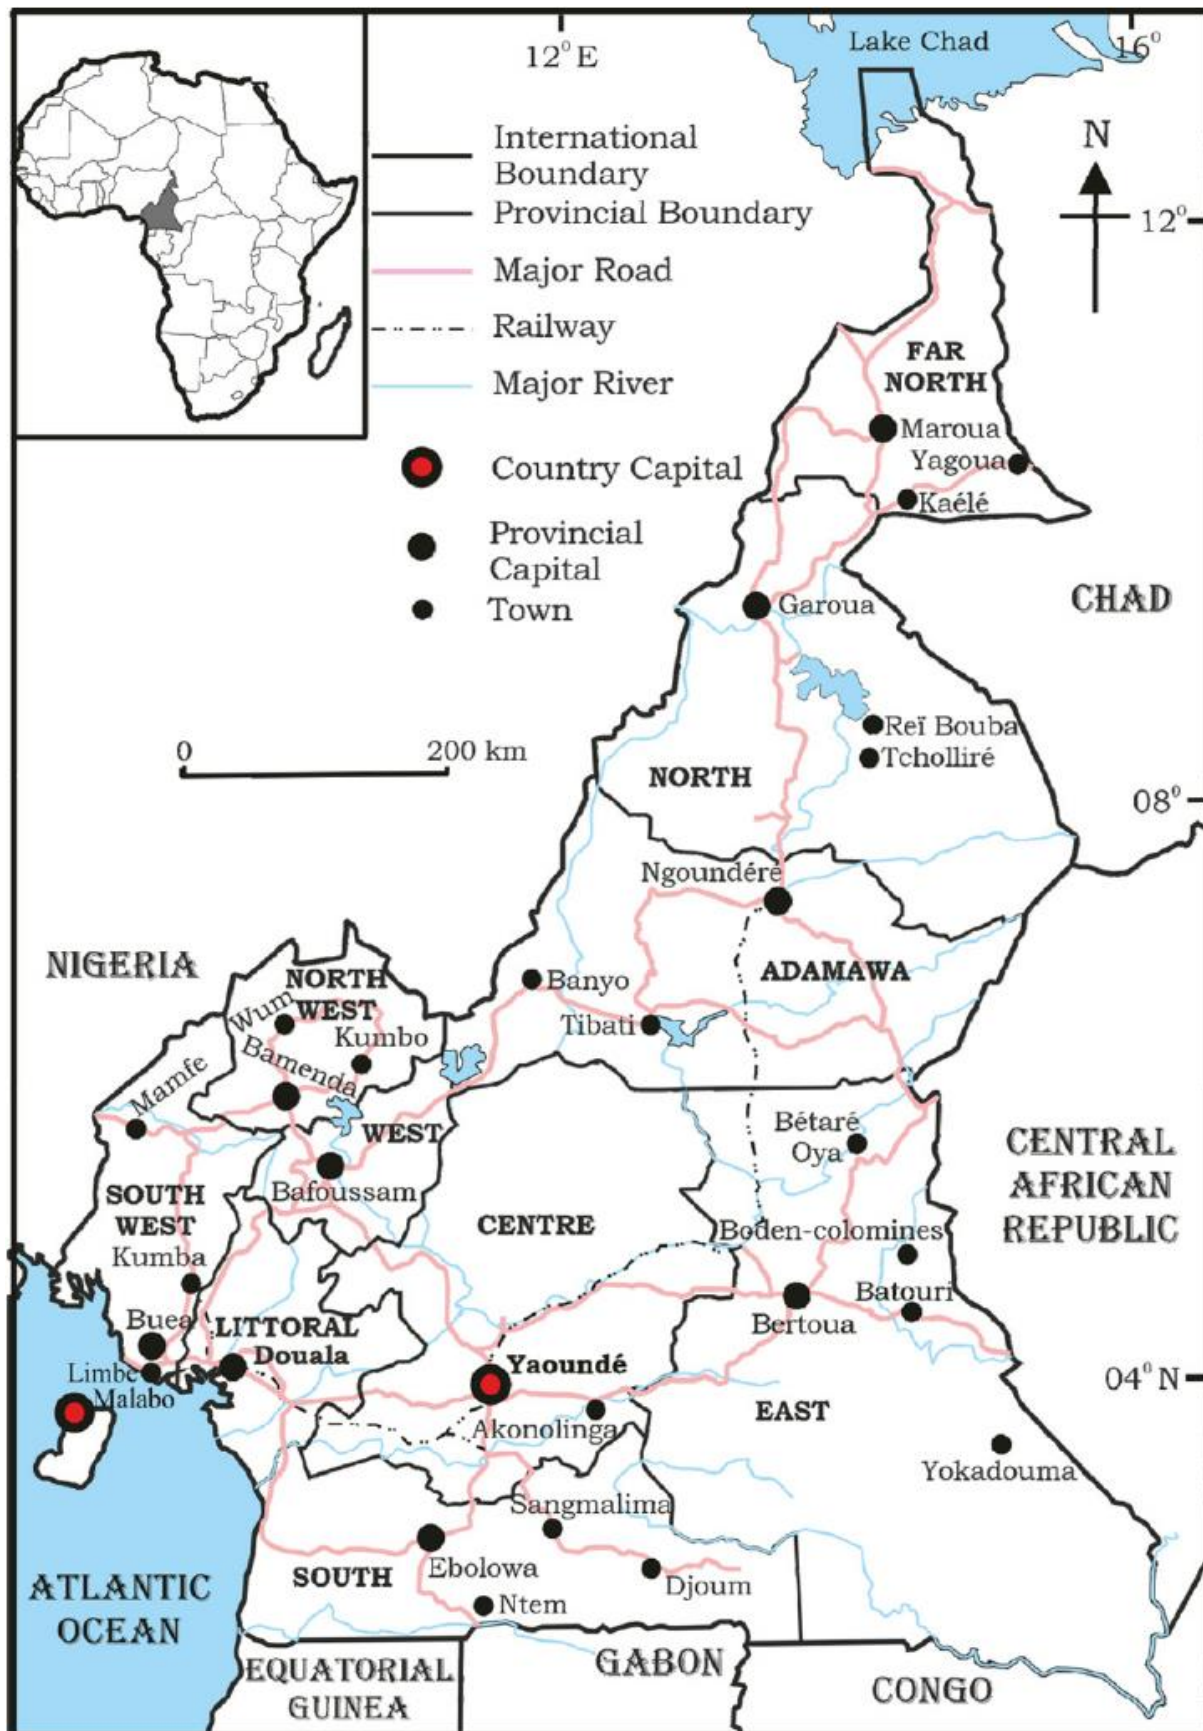 Lake Chad
16°
12° E
International
Boundary
Provincial Boundary
N
12°
Major Road
Railway
Major River
FAR
NORTH
Maroua
Yagoua
Country Capital
Kaélé
Provincial
Capital
Town
CHAD
Garoua
Reï Bouba
0
200 km
Tcholliré
NORTH
08°
Ngoundéré
NIGERIA
NORTH
WEST
ADAMAWA
Banyo
Wum
Tibati
Kumbo
Bamenda
Mamfe
WEST
Bétaré
Oya
CENTRAL
AFRICAN
REPUBLIC
Bafoussam
SOUTH
WEST
CENTRE
Boden-colomines
Kumba
Batouri
Buea
LITTORAL
Bertoua
Douala
Yaoundé
Limbe
Malabo
04° N
EAST
Akonolinga
Yokadouma
Sangmalima
Ebolowa
SOUTH
Djoum
ATLANTIC
OCEAN
Ntem
EQUATORIAL
GUINEA
GABON
CONGO